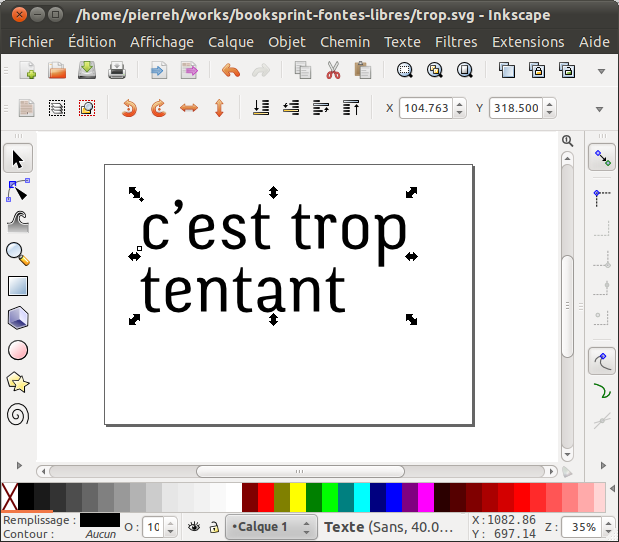 /home/pierreh/works/booksprint-fontes-libres/trop.svg - Inkscape
Fichier Édition Affichage Calque Objet Chemin Texte Filtres Extensions Aide
X 104.763 Y 318.500
c’est trop
tentant
Remplissage :
Contour : Aucun
O : 10
•Calque 1
Texte (Sans, 40.0...
X:1082.86
Y: 697.14
Z : 35%